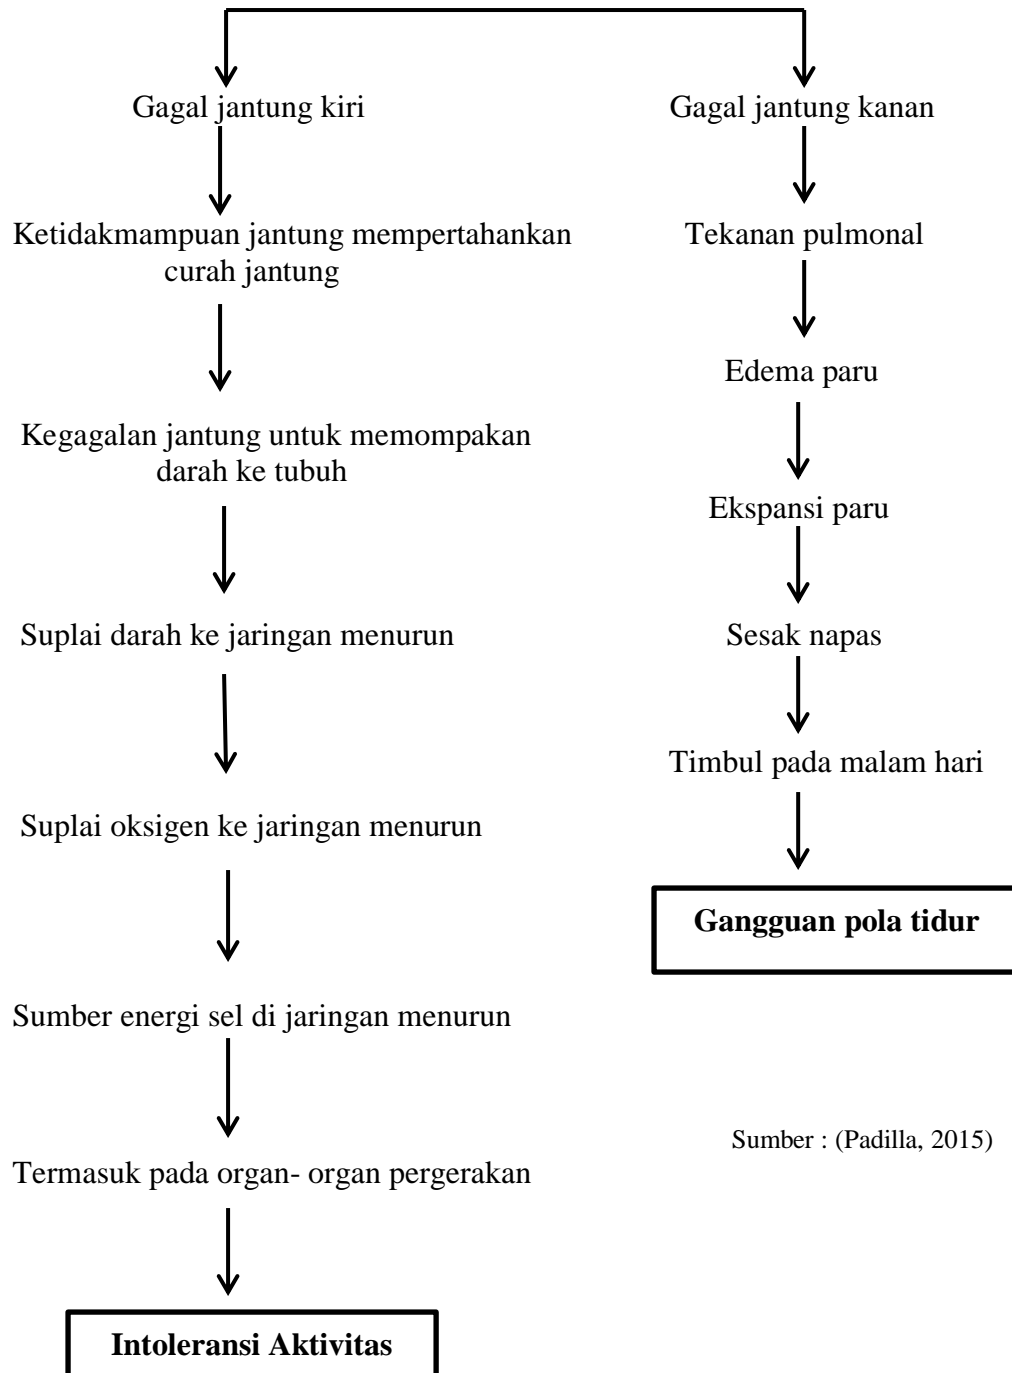 Gagal jantung kiri
Ketidakmampuan jantung mempertahankan
curah jantung
Kegagalan jantung untuk memompakan
darah ke tubuh
Suplai darah ke jaringan menurun
Suplai oksigen ke jaringan menurun
Sumber energi sel di jaringan menurun
Termasuk pada organ- organ pergerakan
Intoleransi Aktivitas
Gagal jantung kanan
Tekanan pulmonal
Edema paru
Ekspansi paru
Sesak napas
Timbul pada malam hari
Gangguan pola tidur
Sumber : (Padilla, 2015)